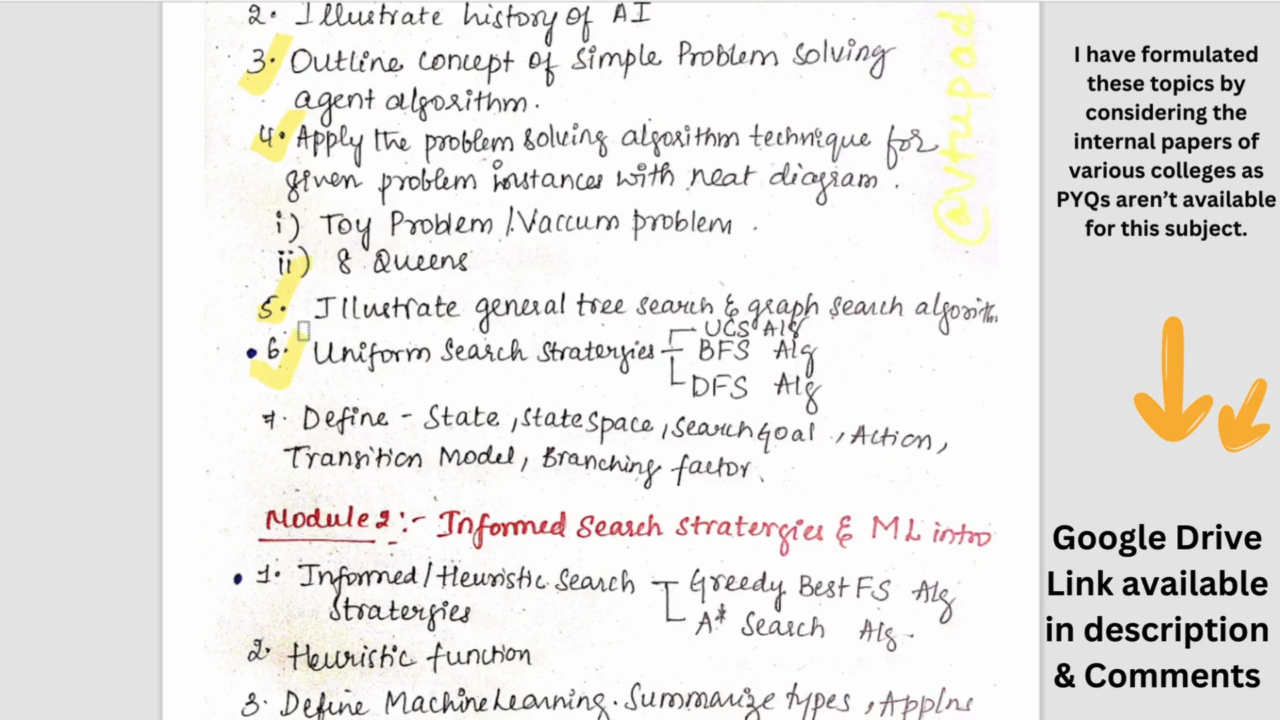 2. Illustrate history of AI
3. Outline concept of Simple Problem Solving
agent algorithm.
4. Apply the problem solving algorithm technique for
given problem instances with neat diagram.
i) Toy Problem / Vaccum problem.
ii) 8 Queens
5. Illustrate general tree search & graph search algorith
6. Uniform Search Stratergies
UCS Alg
BFS Alg
DFS Alg
7. Define - State, State Space, Search Goal, Action,
Transition Model, Branching factor.
Module 2:- Informed Search Stratergies & ML intro
1. Informed/Heuristic Search
Stratergies
Greedy Best FS Alg
A* Search Alg.
2. Heuristic function
3. Define Machine Learning. Summarize types, Applns
@vtupod
I have formulated
these topics by
considering the
internal papers of
various colleges as
PYQs aren't available
for this subject.
Google Drive
Link available
in description
& Comments